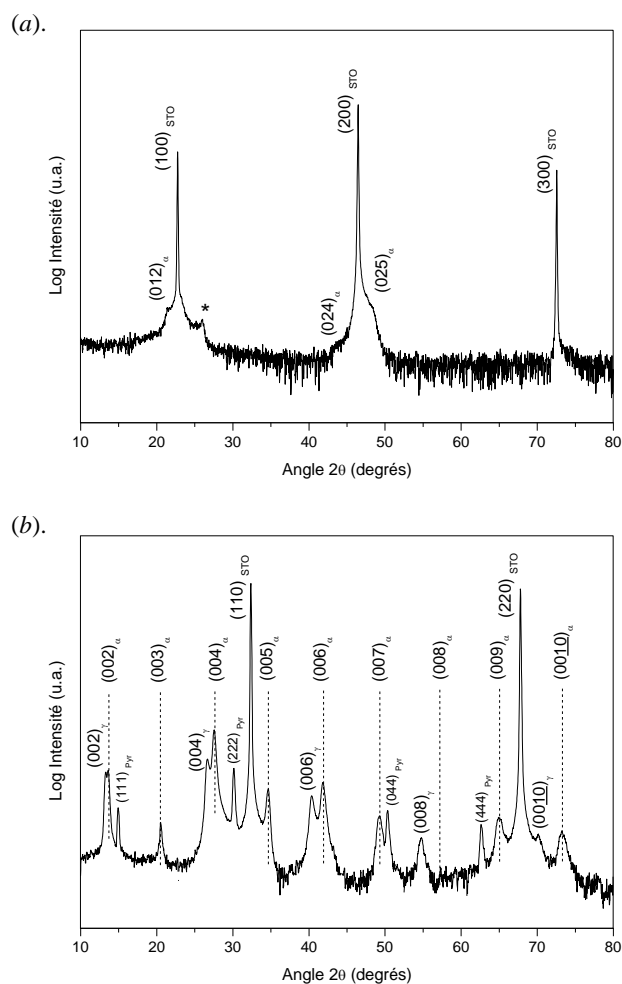 (a).
Log Intensité (u.a.)
(012) α
(100) STO
*
(024) α
(200) STO
(025) α
(300) STO
10 20 30 40 50 60 70 80
Angle 2θ (degrés)
(b).
Log Intensité (u.a.)
(002) γ
(002) α
(111) Pyr
(003) α
(004) γ
(004) α
(222) Pyr
(110) STO
(005) α
(006) γ
(006) α
(007) α
(044) Pyr
(008) γ
(008) α
(444) Pyr
(009) α
(220) STO
(0010) γ
(0010) α
10 20 30 40 50 60 70 80
Angle 2θ (degrés)